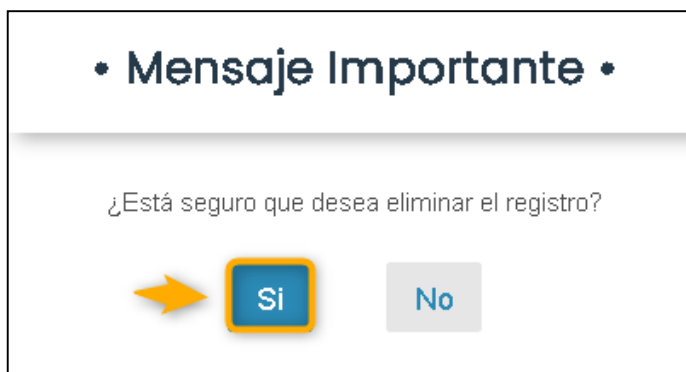 • Mensaje Importante •
¿Está seguro que desea eliminar el registro?
Si No